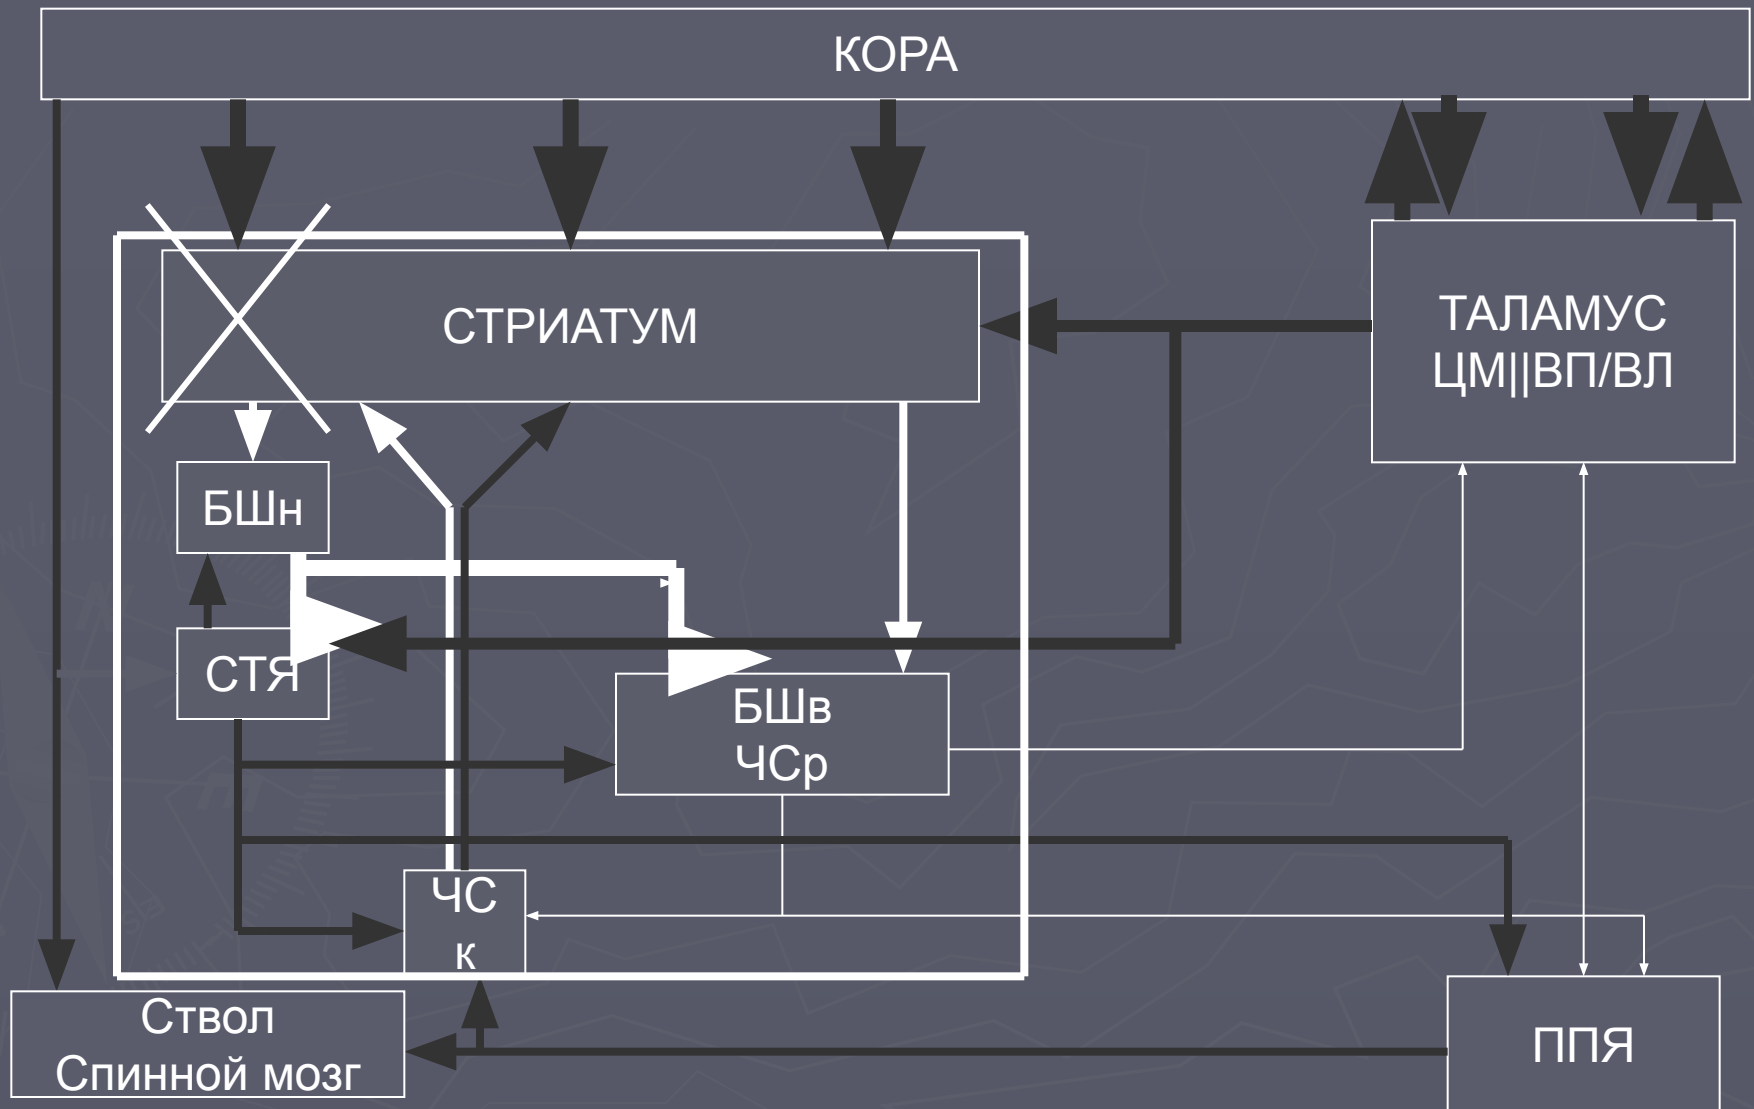 КОРА
СТРИАТУМ
ТАЛАМУС
ЦМ||ВП/ВЛ
БШн
СТЯ
БШв
ЧСр
ЧС
к
Ствол
Спинной мозг
ППЯ